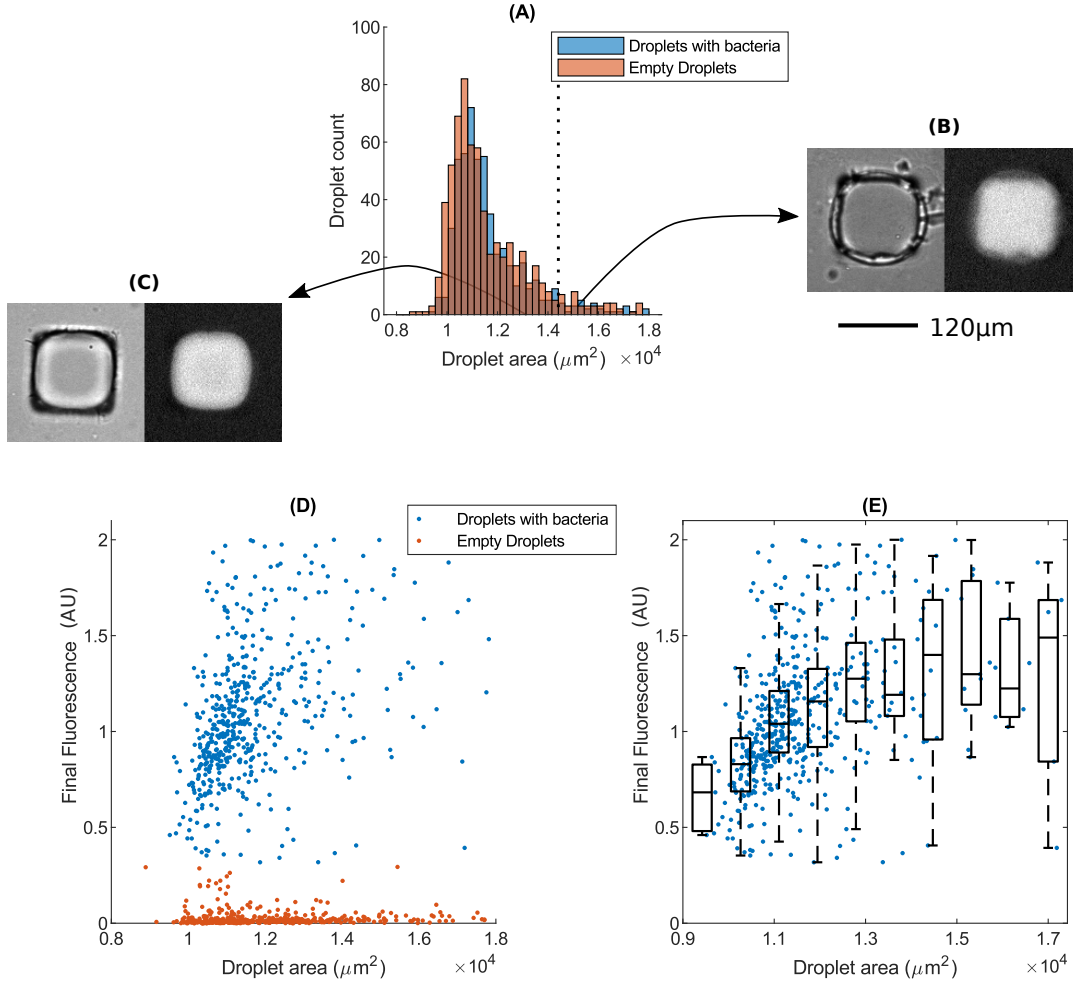 (A)
100
80
60
40
20
0
Droplet count
Droplets with bacteria
Empty Droplets
0.8 1 1.2 1.4 1.6 1.8
Droplet area (μm²) ×10⁴
(B)
120μm
(C)
(D)
Droplets with bacteria
Empty Droplets
2
1.5
1
0.5
0
Final Fluorescence (AU)
0.8 1 1.2 1.4 1.6 1.8
Droplet area (μm²) ×10⁴
(E)
2
1.5
1
0.5
0
Final Fluorescence (AU)
0.9 1.1 1.3 1.5 1.7
Droplet area (μm²) ×10⁴